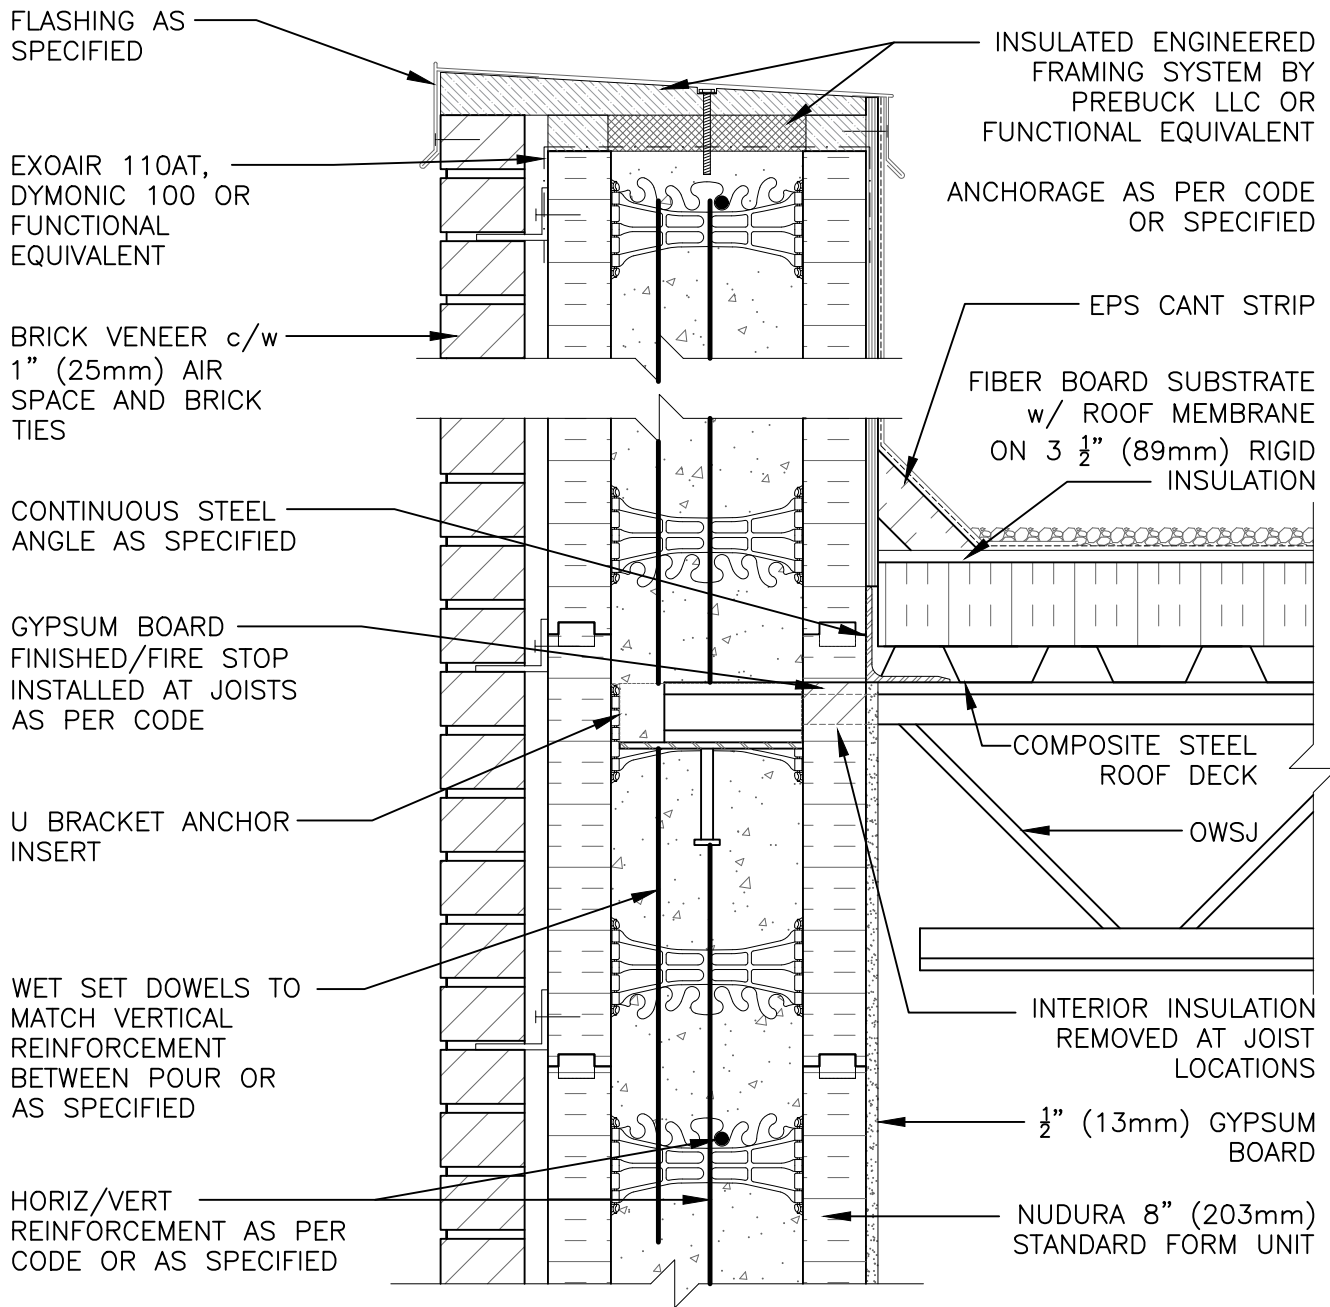 FLASHING AS
SPECIFIED
EXOAIR 110AT,
DYMONIC 100 OR
FUNCTIONAL
EQUIVALENT
BRICK VENEER c/w
1” (25mm) AIR
SPACE AND BRICK
TIES
CONTINUOUS STEEL
ANGLE AS SPECIFIED
GYPSUM BOARD
FINISHED/FIRE STOP
INSTALLED AT JOISTS
AS PER CODE
U BRACKET ANCHOR
INSERT
WET SET DOWELS TO
MATCH VERTICAL
REINFORCEMENT
BETWEEN POUR OR
AS SPECIFIED
HORIZ/VERT
REINFORCEMENT AS PER
CODE OR AS SPECIFIED
INSULATED ENGINEERED
FRAMING SYSTEM BY
PREBUCK LLC OR
FUNCTIONAL EQUIVALENT
ANCHORAGE AS PER CODE
OR SPECIFIED
EPS CANT STRIP
FIBER BOARD SUBSTRATE
w/ ROOF MEMBRANE
ON 3 ½” (89mm) RIGID
INSULATION
COMPOSITE STEEL
ROOF DECK
OWSJ
INTERIOR INSULATION
REMOVED AT JOIST
LOCATIONS
½” (13mm) GYPSUM
BOARD
NUDURA 8” (203mm)
STANDARD FORM UNIT